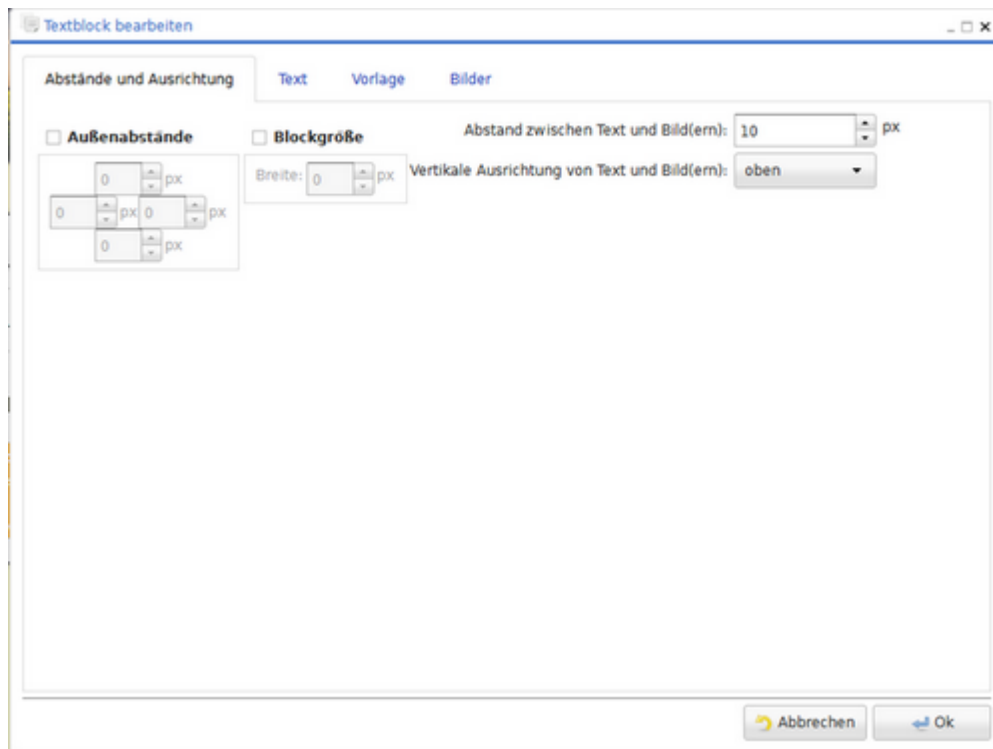 Textblock bearbeiten
Abstände und Ausrichtung Text Vorlage Bilder
Außenabstände
0 px
0 px 0 px
0 px
Blockgröße
Breite: 0 px
Abstand zwischen Text und Bild(ern): 10 px
Vertikale Ausrichtung von Text und Bild(ern): oben
Abbrechen Ok